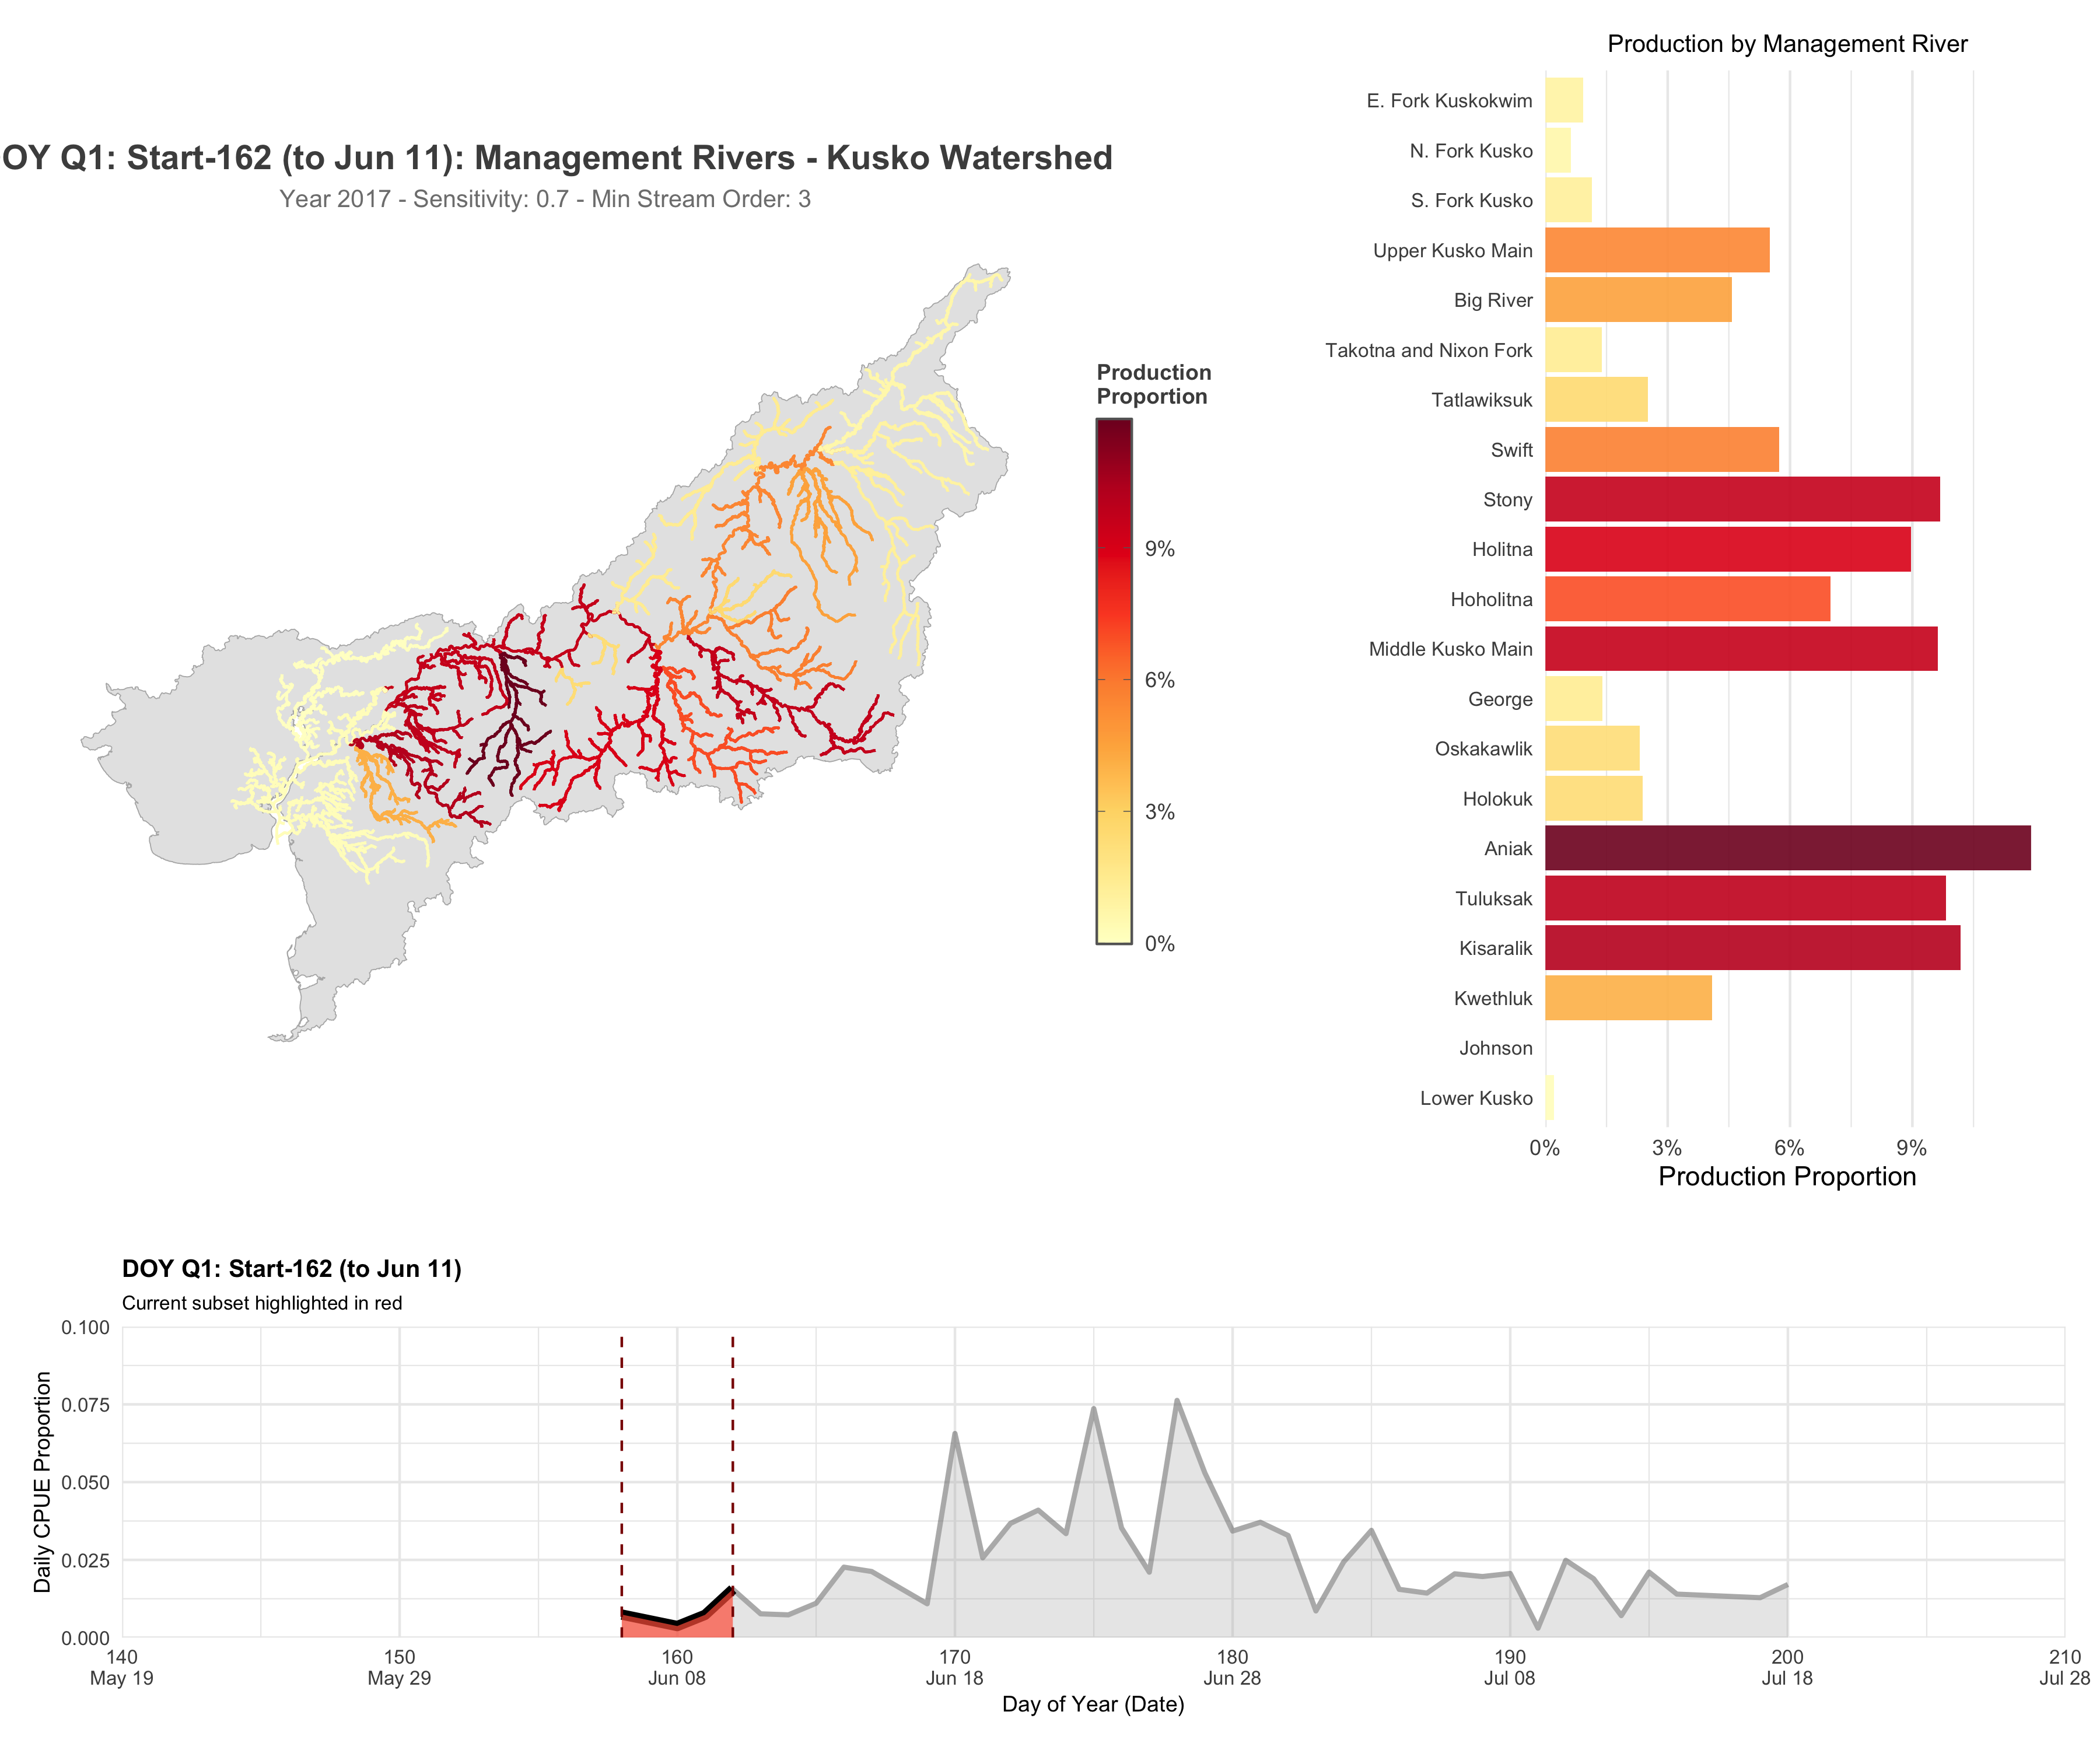 OY Q1: Start-162 (to Jun 11): Management Rivers - Kusko Watershed
Year 2017 - Sensitivity: 0.7 - Min Stream Order: 3
Production
Proportion
9%
6%
3%
0%
Production by Management River
E. Fork Kuskokwim
N. Fork Kusko
S. Fork Kusko
Upper Kusko Main
Big River
Takotna and Nixon Fork
Tatlawiksuk
Swift
Stony
Holitna
Hoholitna
Middle Kusko Main
George
Oskakawlik
Holokuk
Aniak
Tuluksak
Kisaralik
Kwethluk
Johnson
Lower Kusko
0% 3% 6% 9%
Production Proportion
DOY Q1: Start-162 (to Jun 11)
Current subset highlighted in red
Daily CPUE Proportion
0.100
0.075
0.050
0.025
0.000
140 150 160 170 180 190 200 210
May 19 May 29 Jun 08 Jun 18 Jun 28 Jul 08 Jul 18 Jul 28
Day of Year (Date)